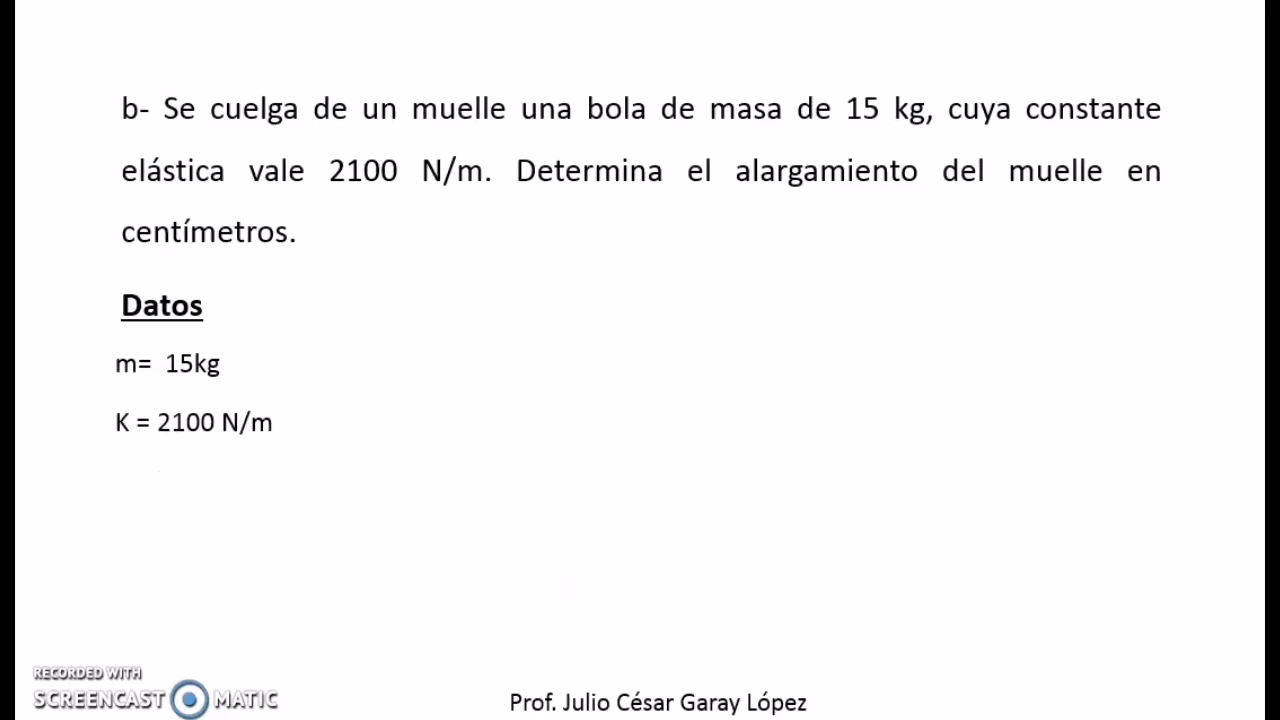 b- Se cuelga de un muelle una bola de masa de 15 kg, cuya constante
elástica vale 2100 N/m. Determina el alargamiento del muelle en
centímetros.
Datos
m= 15kg
K = 2100 N/m
RECORDED WITH
SCREENCAST MATIC
Prof. Julio César Garay López